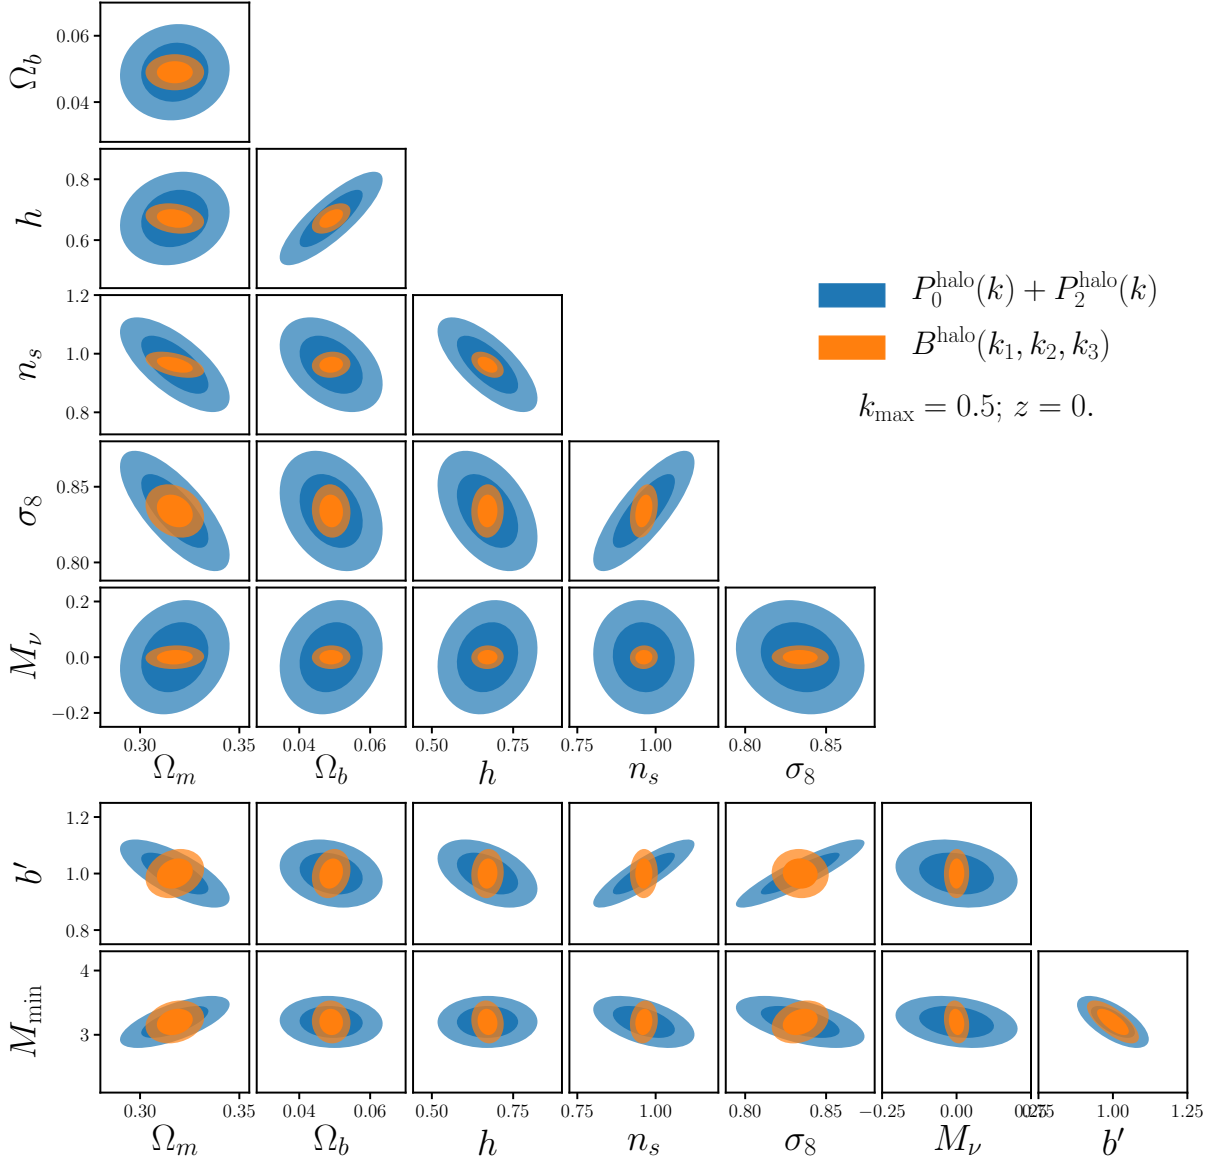 0.06
0.04
Ω_b
0.8
0.6
h
P_0^halo(k) + P_2^halo(k)
B^halo(k_1, k_2, k_3)
k_max = 0.5; z = 0.
1.2
1.0
0.8
n_s
0.85
0.80
σ_8
0.2
0.0
−0.2
M_ν
0.30 0.35 0.04 0.06 0.50 0.75 0.75 1.00 0.80 0.85
Ω_m Ω_b h n_s σ_8
1.2
1.0
0.8
b′
4
3
M_min
0.30 0.35 0.04 0.06 0.50 0.75 0.75 1.00 0.80 0.85 −0.25 0.00 0.25 0.75 1.00 1.25
Ω_m Ω_b h n_s σ_8 M_ν b′